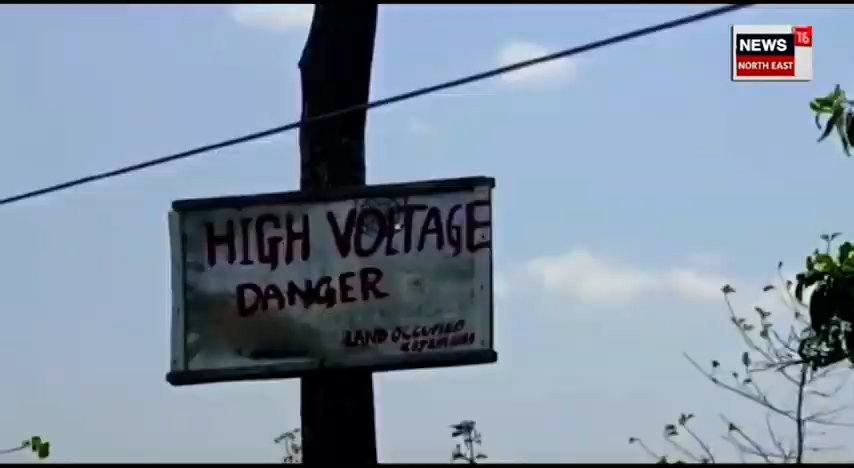 NEWS 18
NORTH EAST
HIGH VOLTAGE
DANGER
LAND OCCUPIED